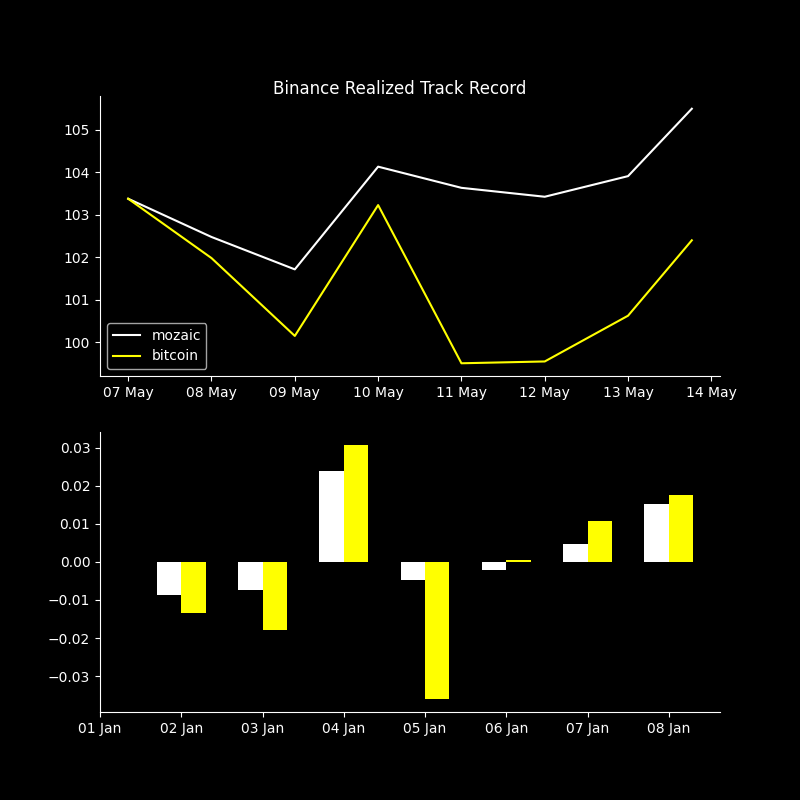 Binance Realized Track Record
105
104
103
102
101
100
mozaic
bitcoin
07 May 08 May 09 May 10 May 11 May 12 May 13 May 14 May
0.03
0.02
0.01
0.00
−0.01
−0.02
−0.03
01 Jan 02 Jan 03 Jan 04 Jan 05 Jan 06 Jan 07 Jan 08 Jan